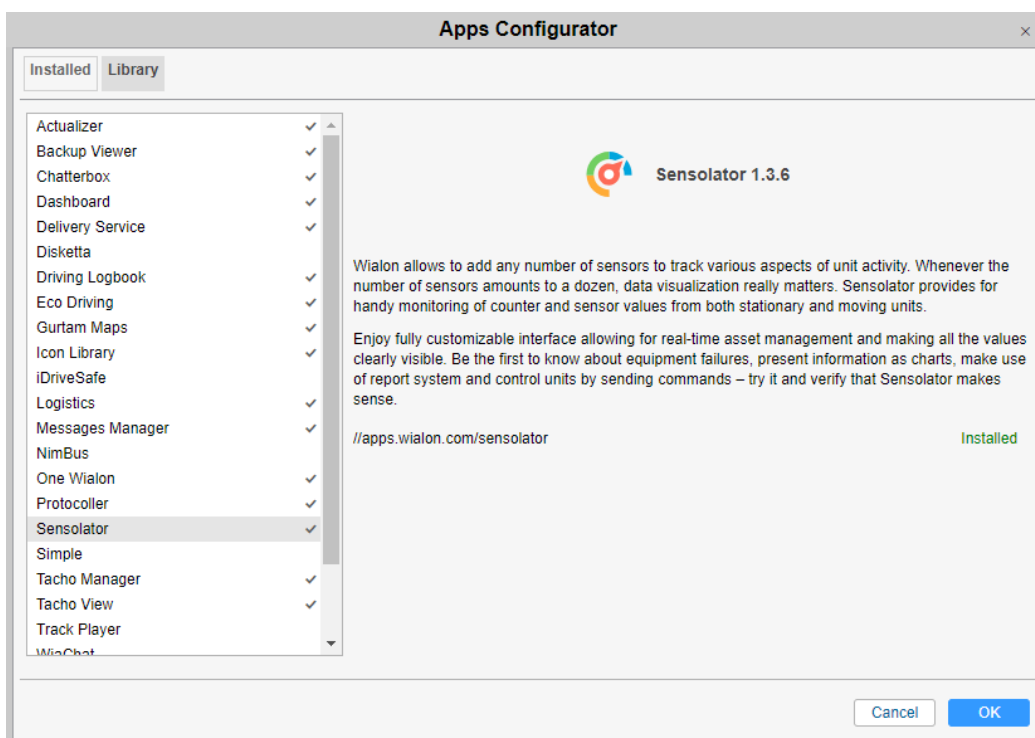 Apps Configurator
Installed
Library
Actualizer
Backup Viewer
Chatterbox
Dashboard
Delivery Service
Disketta
Driving Logbook
Eco Driving
Gurtam Maps
Icon Library
iDriveSafe
Logistics
Messages Manager
NimBus
One Wialon
Protocoller
Sensolator
Simple
Tacho Manager
Tacho View
Track Player
WiaChat
Sensolator 1.3.6
Wialon allows to add any number of sensors to track various aspects of unit activity. Whenever the
number of sensors amounts to a dozen, data visualization really matters. Sensolator provides for
handy monitoring of counter and sensor values from both stationary and moving units.
Enjoy fully customizable interface allowing for real-time asset management and making all the values
clearly visible. Be the first to know about equipment failures, present information as charts, make use
of report system and control units by sending commands – try it and verify that Sensolator makes
sense.
//apps.wialon.com/sensolator
Installed
Cancel
OK